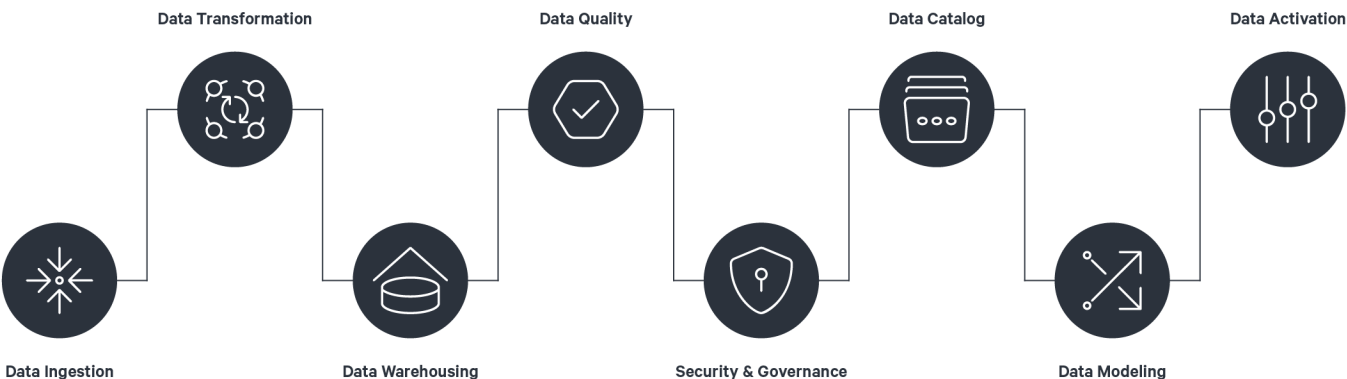 Data Transformation
Data Quality
Data Catalog
Data Activation
Data Ingestion
Data Warehousing
Security & Governance
Data Modeling